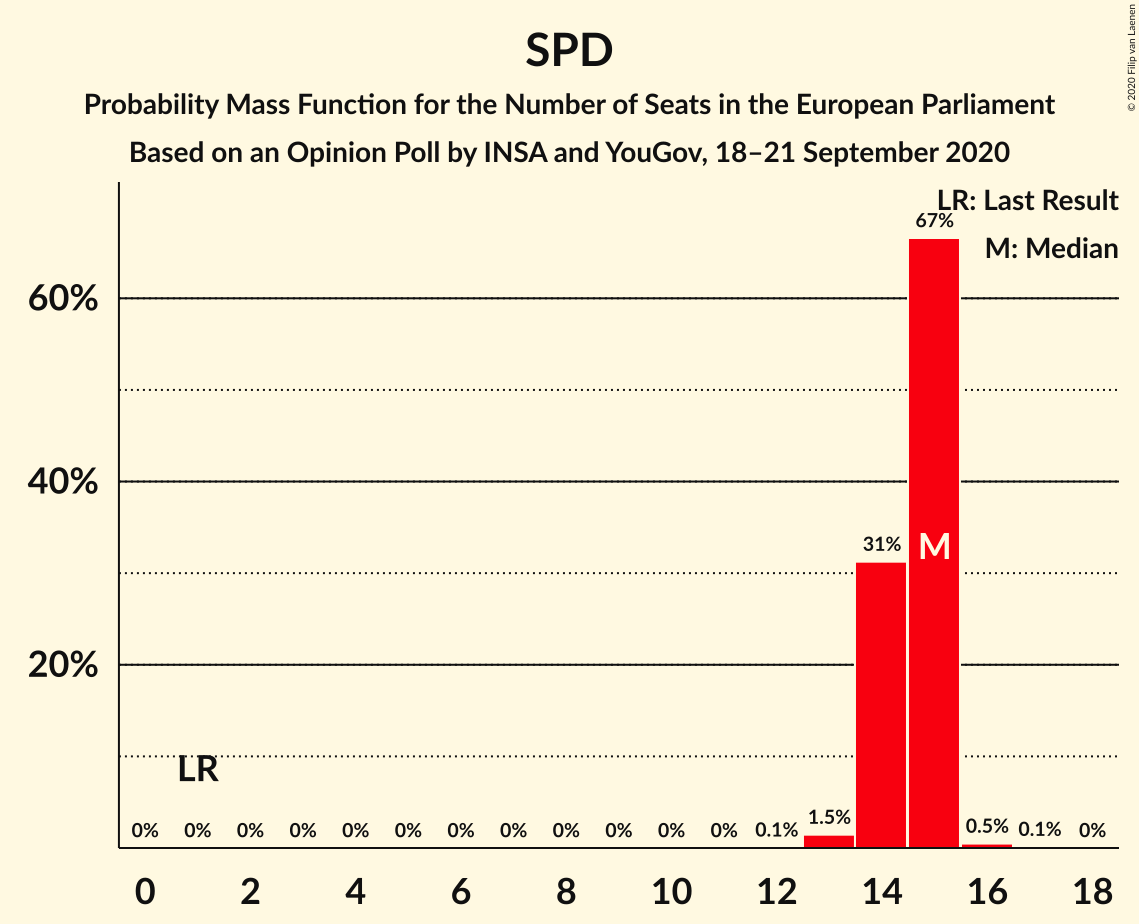 SPD
Probability Mass Function for the Number of Seats in the European Parliament
Based on an Opinion Poll by INSA and YouGov, 18–21 September 2020
© 2020 Filip van Laenen
LR: Last Result
M: Median
67%
60%
40%
31%
M
20%
LR
0% 0% 0% 0% 0% 0% 0% 0% 0% 0% 0% 0% 0.1% 1.5% 0.5% 0.1% 0%
0 2 4 6 8 10 12 14 16 18